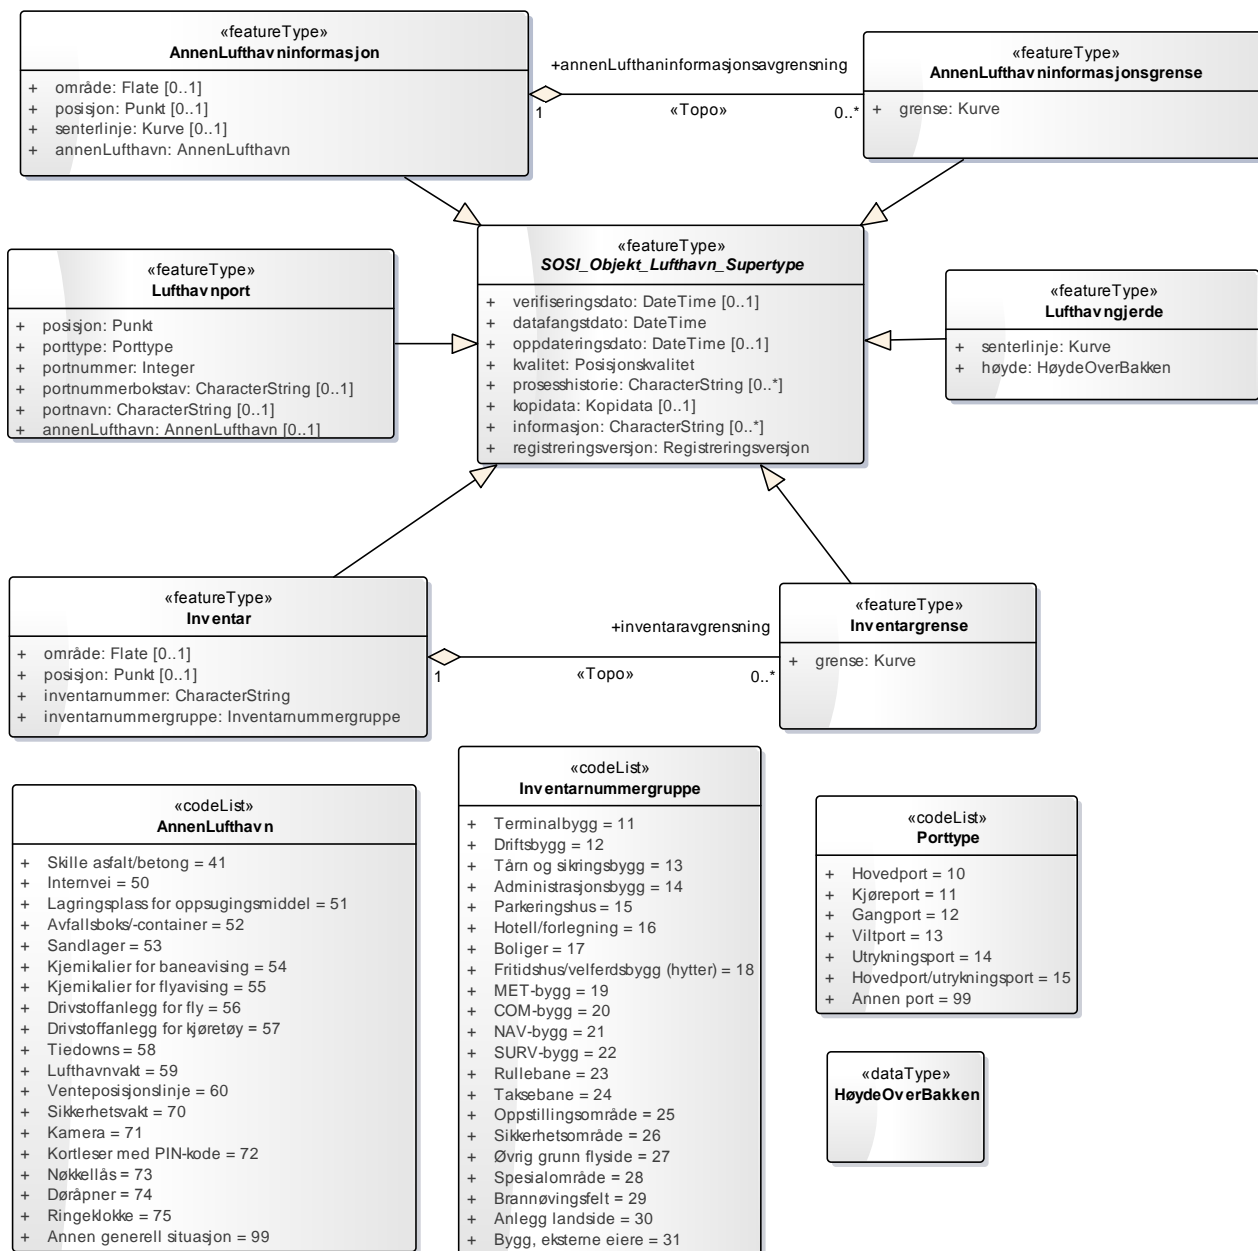 «featureType»
AnnenLufthavninformasjon
+ område: Flate [0..1]
+ posisjon: Punkt [0..1]
+ senterlinje: Kurve [0..1]
+ annenLufthavn: AnnenLufthavn
+annenLufthaninformasjonsavgrensning
«Topo»
1
0..*
«featureType»
AnnenLufthavninformasjonsgrense
+ grense: Kurve
«featureType»
SOSI_Objekt_Lufthavn_Supertype
+ verifiseringsdato: DateTime [0..1]
+ datafangstdato: DateTime
+ oppdateringsdato: DateTime [0..1]
+ kvalitet: Posisjonskvalitet
+ prosesshistorie: CharacterString [0..*]
+ kopidata: Kopidata [0..1]
+ informasjon: CharacterString [0..*]
+ registreringsversjon: Registreringsversjon
«featureType»
Lufthavnport
+ posisjon: Punkt
+ porttype: Porttype
+ portnummer: Integer
+ portnummerbokstav: CharacterString [0..1]
+ portnavn: CharacterString [0..1]
+ annenLufthavn: AnnenLufthavn [0..1]
«featureType»
Lufthavngjerde
+ senterlinje: Kurve
+ høyde: HøydeOverBakken
«featureType»
Inventar
+ område: Flate [0..1]
+ posisjon: Punkt [0..1]
+ inventarnummer: CharacterString
+ inventarnummergruppe: Inventarnummergruppe
+inventaravgrensning
«Topo»
1
0..*
«featureType»
Inventargrense
+ grense: Kurve
«codeList»
AnnenLufthavn
+ Skille asfalt/betong = 41
+ Internvei = 50
+ Lagringsplass for oppsugingsmiddel = 51
+ Avfallsboks/-container = 52
+ Sandlager = 53
+ Kjemikalier for baneavising = 54
+ Kjemikalier for flyavising = 55
+ Drivstoffanlegg for fly = 56
+ Drivstoffanlegg for kjøretøy = 57
+ Tiedowns = 58
+ Lufthavnvakt = 59
+ Venteposisjonslinje = 60
+ Sikkerhetsvakt = 70
+ Kamera = 71
+ Kortleser med PIN-kode = 72
+ Nøkkellås = 73
+ Døråpner = 74
+ Ringeklokke = 75
+ Annen generell situasjon = 99
«codeList»
Inventarnummergruppe
+ Terminalbygg = 11
+ Driftsbygg = 12
+ Tårn og sikringsbygg = 13
+ Administrasjonsbygg = 14
+ Parkeringshus = 15
+ Hotell/forlegning = 16
+ Boliger = 17
+ Fritidshus/velferdsbygg (hytter) = 18
+ MET-bygg = 19
+ COM-bygg = 20
+ NAV-bygg = 21
+ SURV-bygg = 22
+ Rullebane = 23
+ Taksebane = 24
+ Oppstillingsområde = 25
+ Sikkerhetsområde = 26
+ Øvrig grunn flyside = 27
+ Spesialområde = 28
+ Brannøvingsfelt = 29
+ Anlegg landside = 30
+ Bygg, eksterne eiere = 31
«codeList»
Porttype
+ Hovedport = 10
+ Kjøreport = 11
+ Gangport = 12
+ Viltport = 13
+ Utrykningsport = 14
+ Hovedport/utrykningsport = 15
+ Annen port = 99
«dataType»
HøydeOverBakken